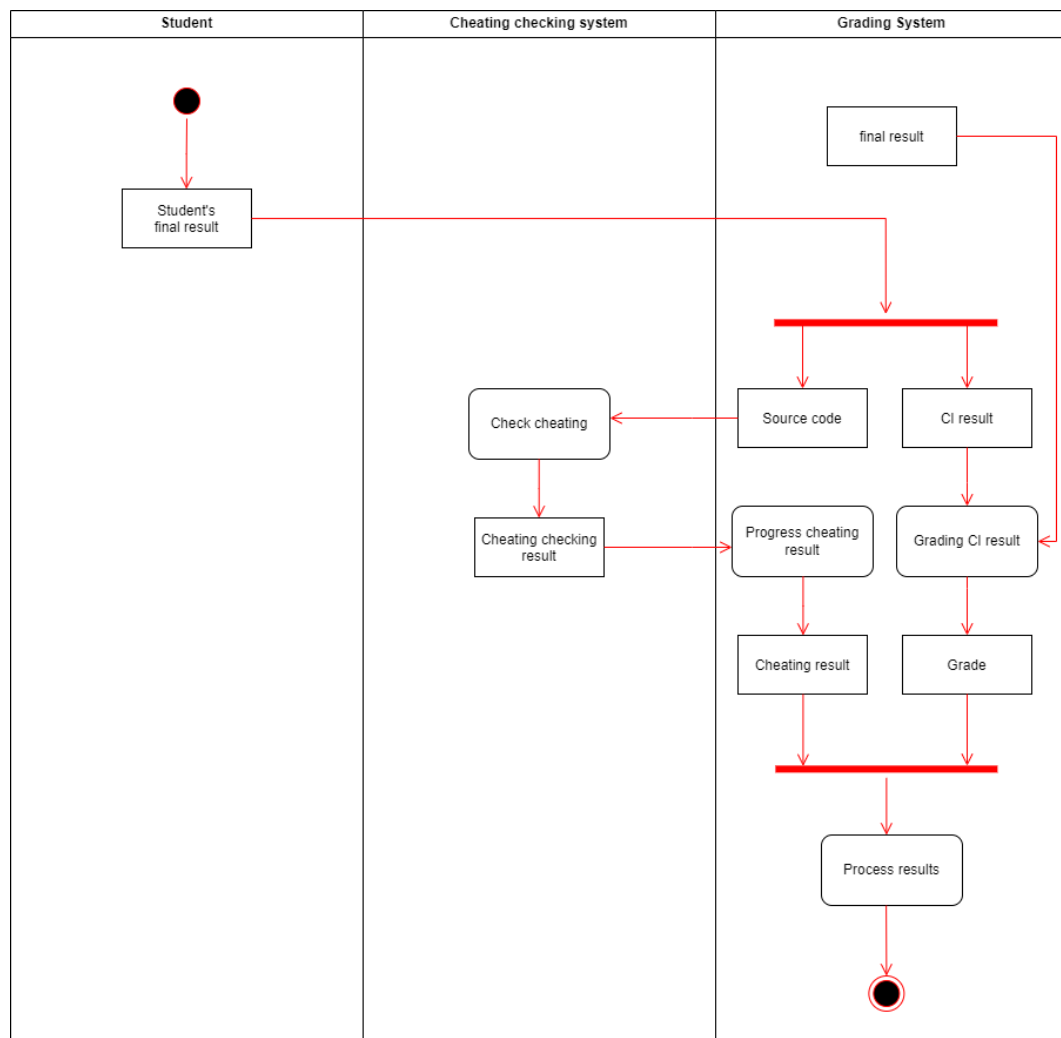 Student
Cheating checking system
Grading System
final result
Student's
final result
Source code
CI result
Check cheating
Cheating checking
result
Progress cheating
result
Grading CI result
Cheating result
Grade
Process results